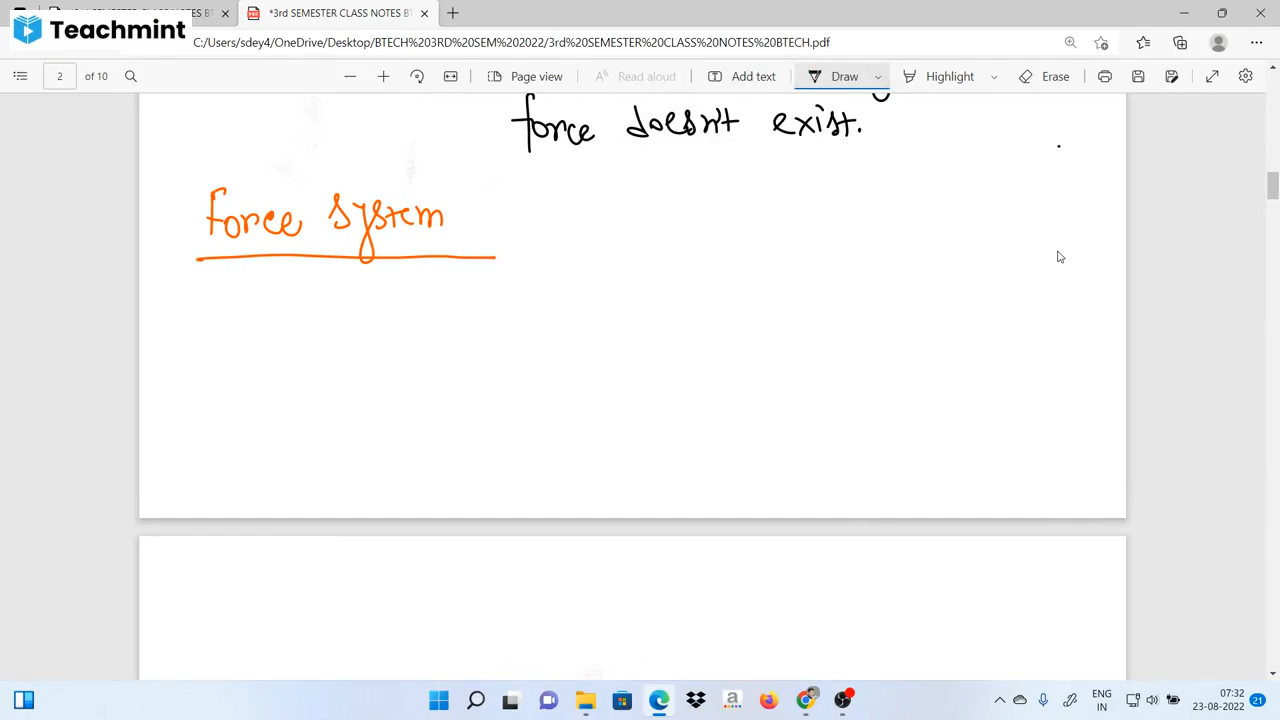 3rd SEMESTER CLASS NOTES BT
Teachmint
C:/Users/sdey4/OneDrive/Desktop/BTECH%203RD%20SEM%202022/3rd%20SEMESTER%20CLASS%20NOTES%20BTECH.pdf
2 of 10
Page view
Read aloud
Add text
Draw
Highlight
Erase
force doesn't exist.
Force system
ENG
IN
07:32
23-08-2022
21